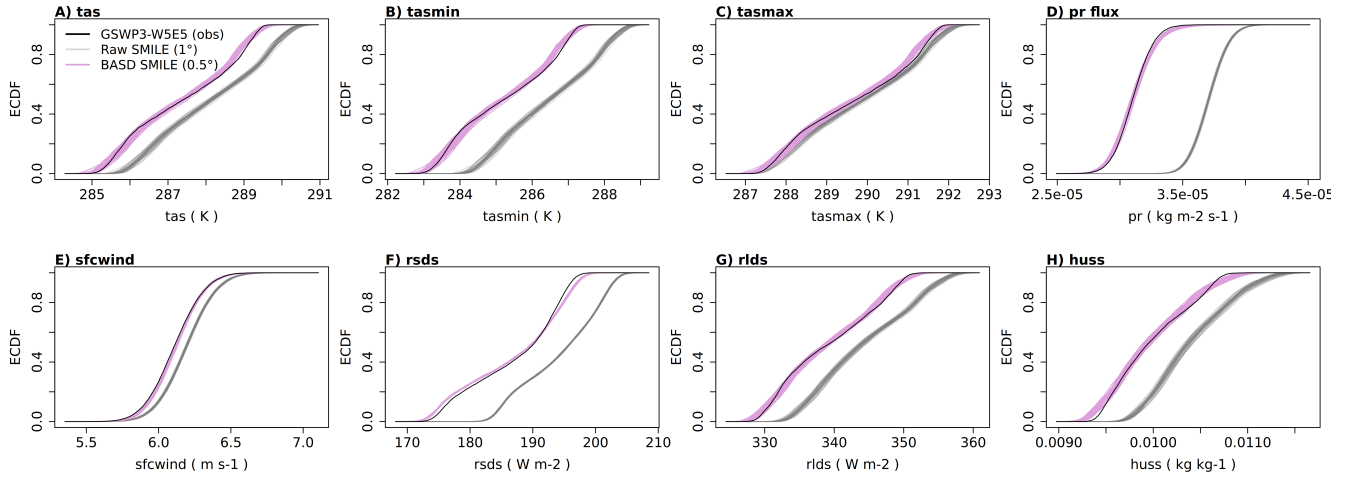 A) tas
GSWP3-W5E5 (obs)
Raw SMILE (1°)
BASD SMILE (0.5°)
ECDF
0.0 0.4 0.8
285 287 289 291
tas ( K )
B) tasmin
ECDF
0.0 0.4 0.8
282 284 286 288
tasmin ( K )
C) tasmax
ECDF
0.0 0.4 0.8
287 288 289 290 291 292 293
tasmax ( K )
D) pr flux
ECDF
0.0 0.4 0.8
2.5e-05 3.5e-05 4.5e-05
pr ( kg m-2 s-1 )
E) sfcwind
ECDF
0.0 0.4 0.8
5.5 6.0 6.5 7.0
sfcwind ( m s-1 )
F) rsds
ECDF
0.0 0.4 0.8
170 180 190 200 210
rsds ( W m-2 )
G) rlds
ECDF
0.0 0.4 0.8
330 340 350 360
rlds ( W m-2 )
H) huss
ECDF
0.0 0.4 0.8
0.0090 0.0100 0.0110
huss ( kg kg-1 )